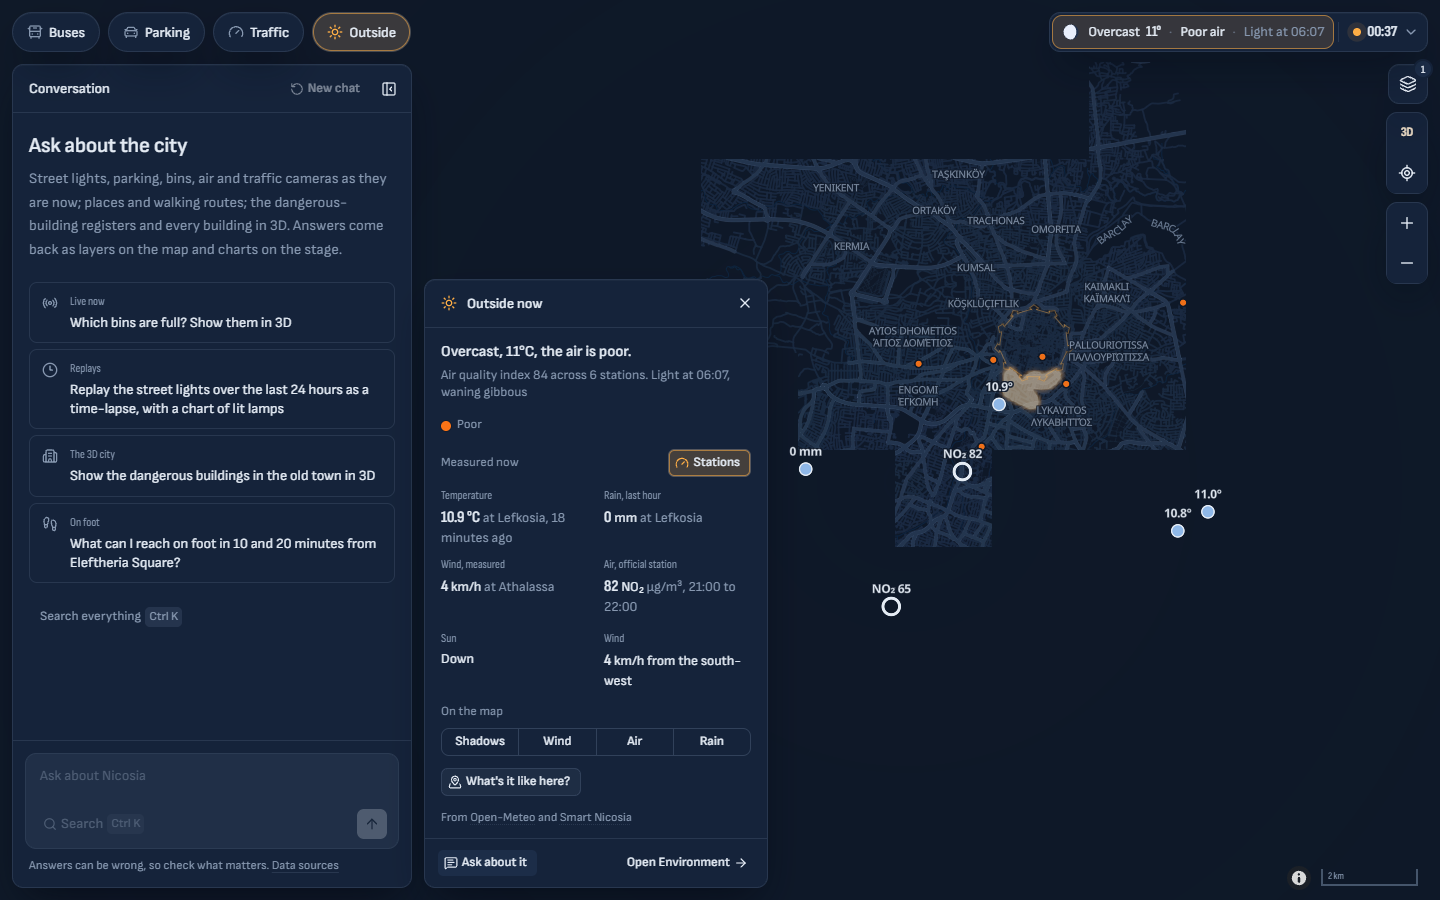 Buses
Parking
Traffic
Outside
Overcast 11° · Poor air · Light at 06:07
00:37
Conversation
New chat
Ask about the city
Street lights, parking, bins, air and traffic cameras as they
are now; places and walking routes; the dangerous-
building registers and every building in 3D. Answers come
back as layers on the map and charts on the stage.
Live now
Which bins are full? Show them in 3D
Replays
Replay the street lights over the last 24 hours as a
time-lapse, with a chart of lit lamps
The 3D city
Show the dangerous buildings in the old town in 3D
On foot
What can I reach on foot in 10 and 20 minutes from
Eleftheria Square?
Search everything Ctrl K
Ask about Nicosia
Search Ctrl K
Answers can be wrong, so check what matters. Data sources
Outside now
Overcast, 11°C, the air is poor.
Air quality index 84 across 6 stations. Light at 06:07,
waning gibbous
Poor
Measured now
Stations
Temperature
10.9 °C at Lefkosia, 18
minutes ago
Rain, last hour
0 mm at Lefkosia
Wind, measured
4 km/h at Athalassa
Air, official station
82 NO₂ µg/m³, 21:00 to
22:00
Sun
Down
Wind
4 km/h from the south-
west
On the map
Shadows
Wind
Air
Rain
What's it like here?
From Open-Meteo and Smart Nicosia
Ask about it
Open Environment
1
3D
TAŞKINKÖY
YENIKENT
ORTAKÖY
TRACHONAS
OMORFITA
BARCLAY
BARCLAY
KERMIA
KUMSAL
KAIMAKLI
ΚΑΪΜΑΚΛΊ
KÖŞKLÜÇIFTLIK
AYIOS DHOMETIOS
ΆΓΙΟΣ ΔΟΜΈΤΙΟΣ
PALLOURIOTISSA
ΠΑΛΛΟΥΡΙΏΤΙΣΣΑ
ENGOMI
ΈΓΚΩΜΗ
10.9°
LYKAVITOS
ΛΥΚΑΒΗΤΤΌΣ
0 mm
NO₂ 82
11.0°
10.8°
NO₂ 65
2 km